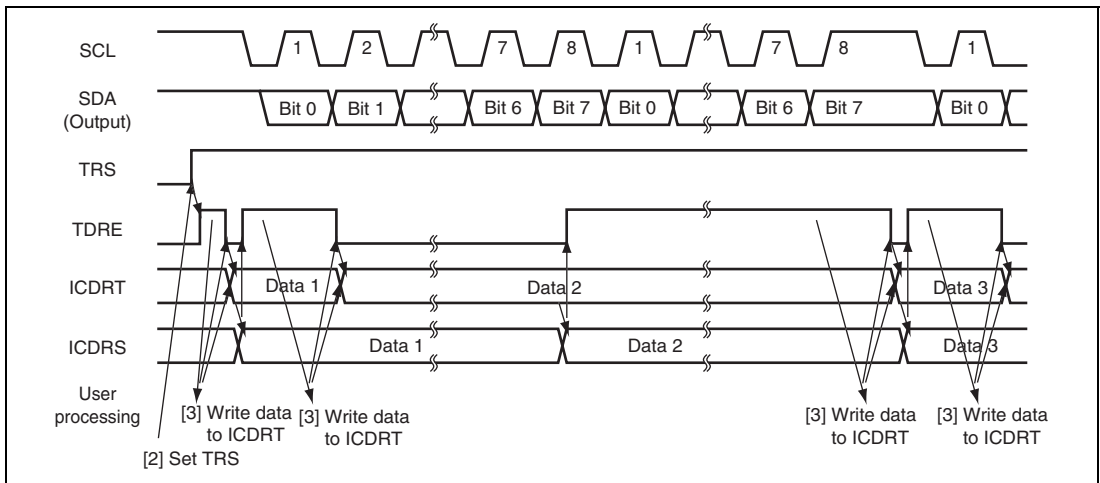 SCL 1 2 7 8 1 7 8 1
SDA
(Output) Bit 0 Bit 1 Bit 6 Bit 7 Bit 0 Bit 6 Bit 7 Bit 0
TRS
TDRE
ICDRT Data 1 Data 2 Data 3
ICDRS Data 1 Data 2 Data 3
User
processing
[3] Write data
to ICDRT
[3] Write data
to ICDRT
[3] Write data
to ICDRT
[3] Write data
to ICDRT
[2] Set TRS